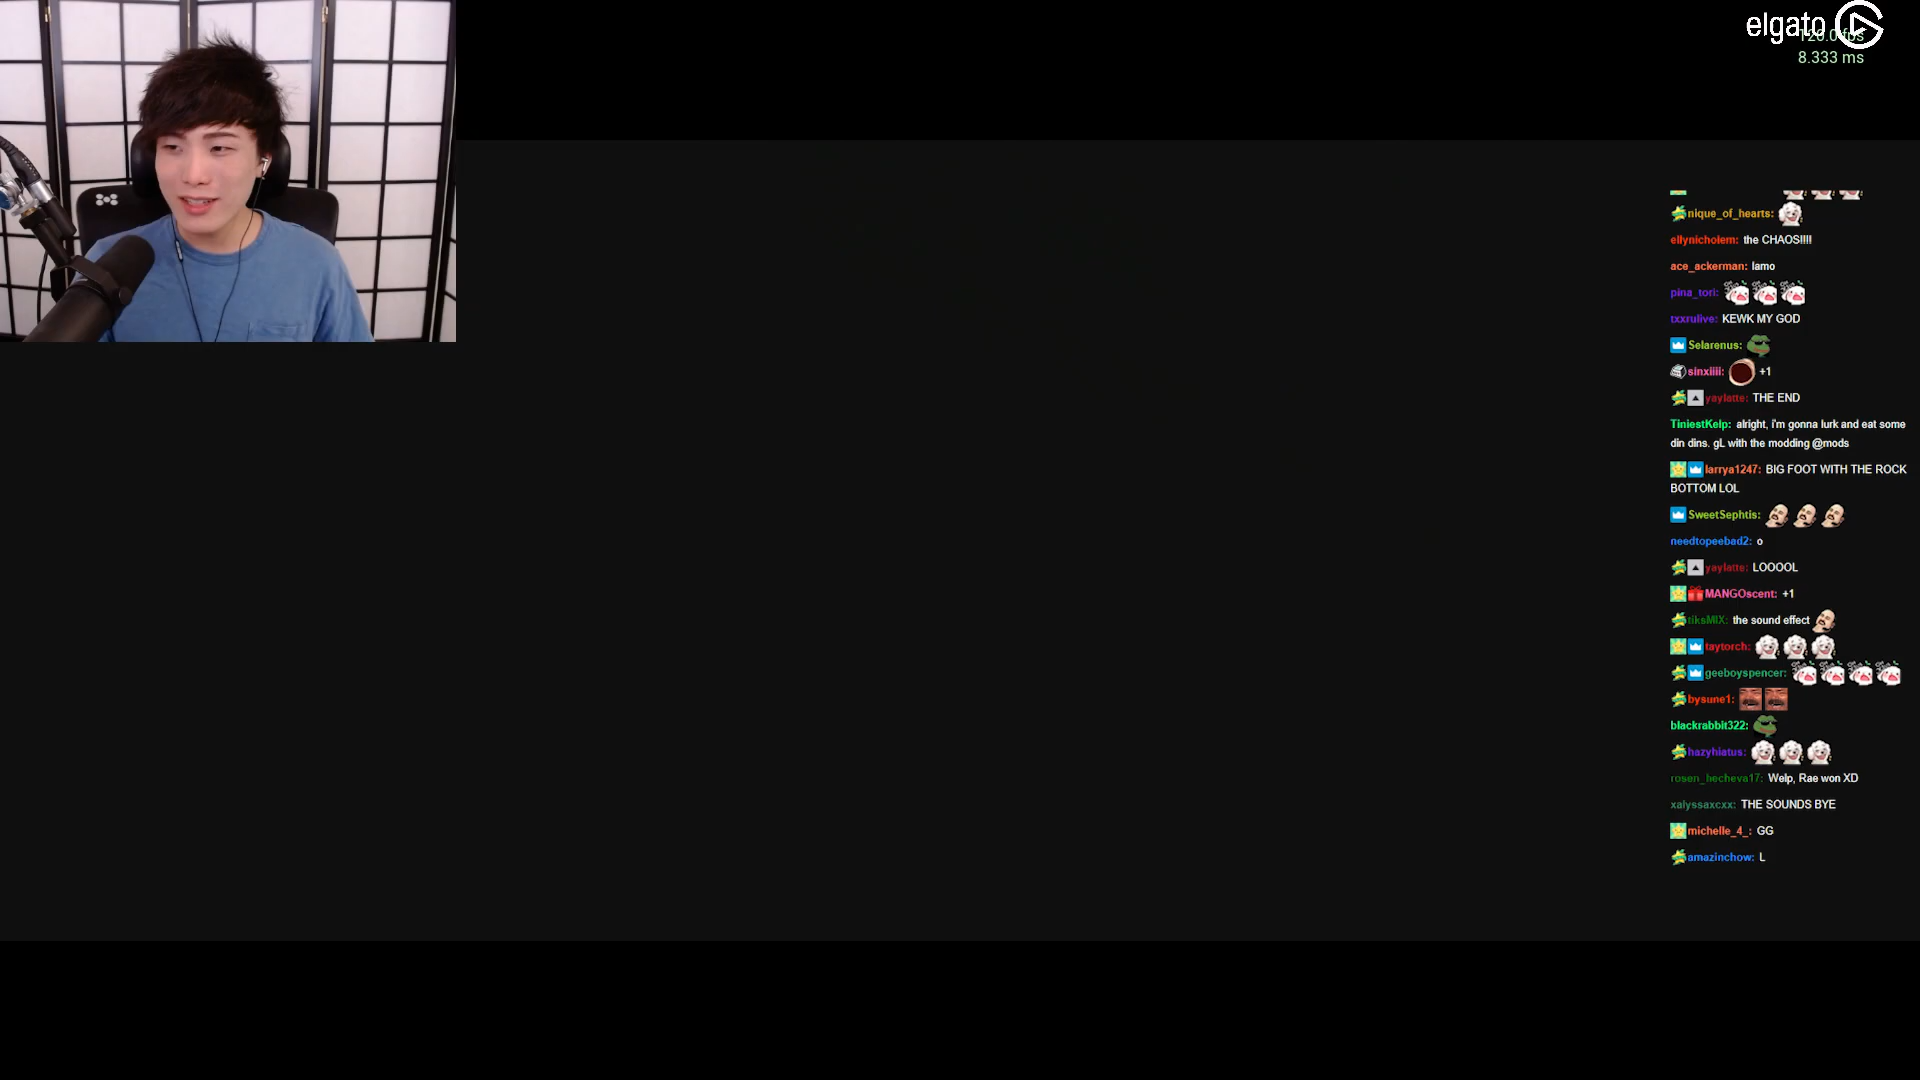 elgato
120.0 fps
8.333 ms
nique_of_hearts:
ellynicholem: the CHAOS!!!!
ace_ackerman: lamo
pina_tori:
txxrulive: KEWK MY GOD
Selarenus:
sinxiiii: +1
yaylatte: THE END
TiniestKelp: alright, i'm gonna lurk and eat some
din dins. gL with the modding @mods
larrya1247: BIG FOOT WITH THE ROCK
BOTTOM LOL
SweetSephtis:
needtopeebad2: o
yaylatte: LOOOOL
MANGOscent: +1
tiksMIX: the sound effect
taytorch:
geeboyspencer:
bysune1:
blackrabbit322:
hazyhiatus:
rosen_hecheva17: Welp, Rae won XD
xalyssaxcxx: THE SOUNDS BYE
michelle_4_: GG
amazinchow: L